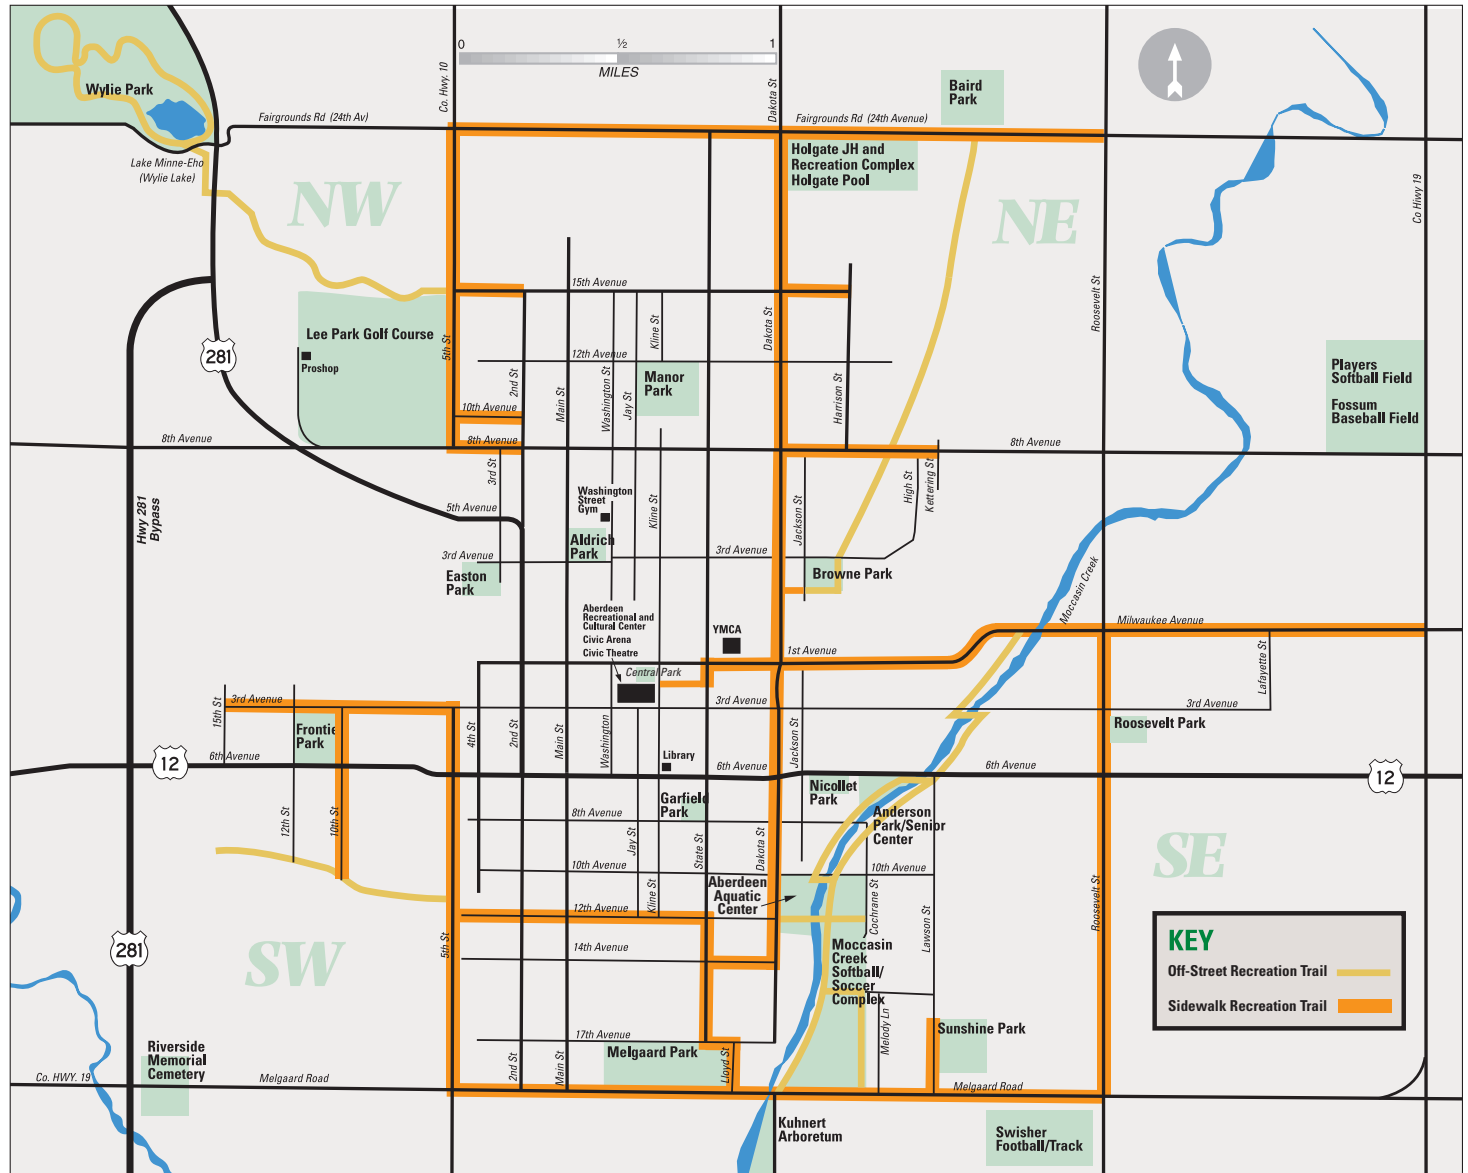 0 ½ 1
MILES
Co. Hwy. 10
Dakota St
Wylie Park
Baird
Park
Fairgrounds Rd (24th Av)
Fairgrounds Rd (24th Avenue)
Lake Minne-Eho
(Wylie Lake)
Holgate JH and
Recreation Complex
Holgate Pool
NW
NE
Co Hiwy 19
Roosevelt St
15th Avenue
Lee Park Golf Course
Proshop
281
5th St
Kline St
Dakota St
12th Avenue
2nd St
Main St
Washington St
Jay St
Manor
Park
Harrison St
Players
Softball Field
Fossum
Baseball Field
10th Avenue
8th Avenue
8th Avenue
8th Avenue
3rd St
Hwy 281
Bypass
5th Avenue
Washington
Street
Gym
Kline St
Jackson St
High St
Kettering St
3rd Avenue
Aldrich
Park
3rd Avenue
Easton
Park
Browne Park
Moccasin Creek
Aberdeen
Recreational and
Cultural Center
Civic Arena
Civic Theatre
YMCA
Milwaukee Avenue
1st Avenue
Central Park
Lafayette St
15th St
3rd Avenue
3rd Avenue
3rd Avenue
Frontie
Park
4th St
2nd St
Main St
Washington
Jackson St
Roosevelt Park
6th Avenue
12
Library
6th Avenue
6th Avenue
12
12th St
10th St
Garfield
Park
Nicollet
Park
8th Avenue
Anderson
Park/Senior
Center
Jay St
State St
Dakota St
10th Avenue
10th Avenue
SE
Aberdeen
Aquatic
Center
Kline St
Cochrane St
Lawson St
Roosevelt St
12th Avenue
5th St
281
SW
14th Avenue
Moccasin
Creek
Softball/
Soccer
Complex
KEY
Off-Street Recreation Trail
Sidewalk Recreation Trail
17th Avenue
Melgaard Park
Lloyd St
Melody Ln
Sunshine Park
Riverside
Memorial
Cemetery
2nd St
Main St
Co. HWY. 19
Melgaard Road
Melgaard Road
Kuhnert
Arboretum
Swisher
Football/Track